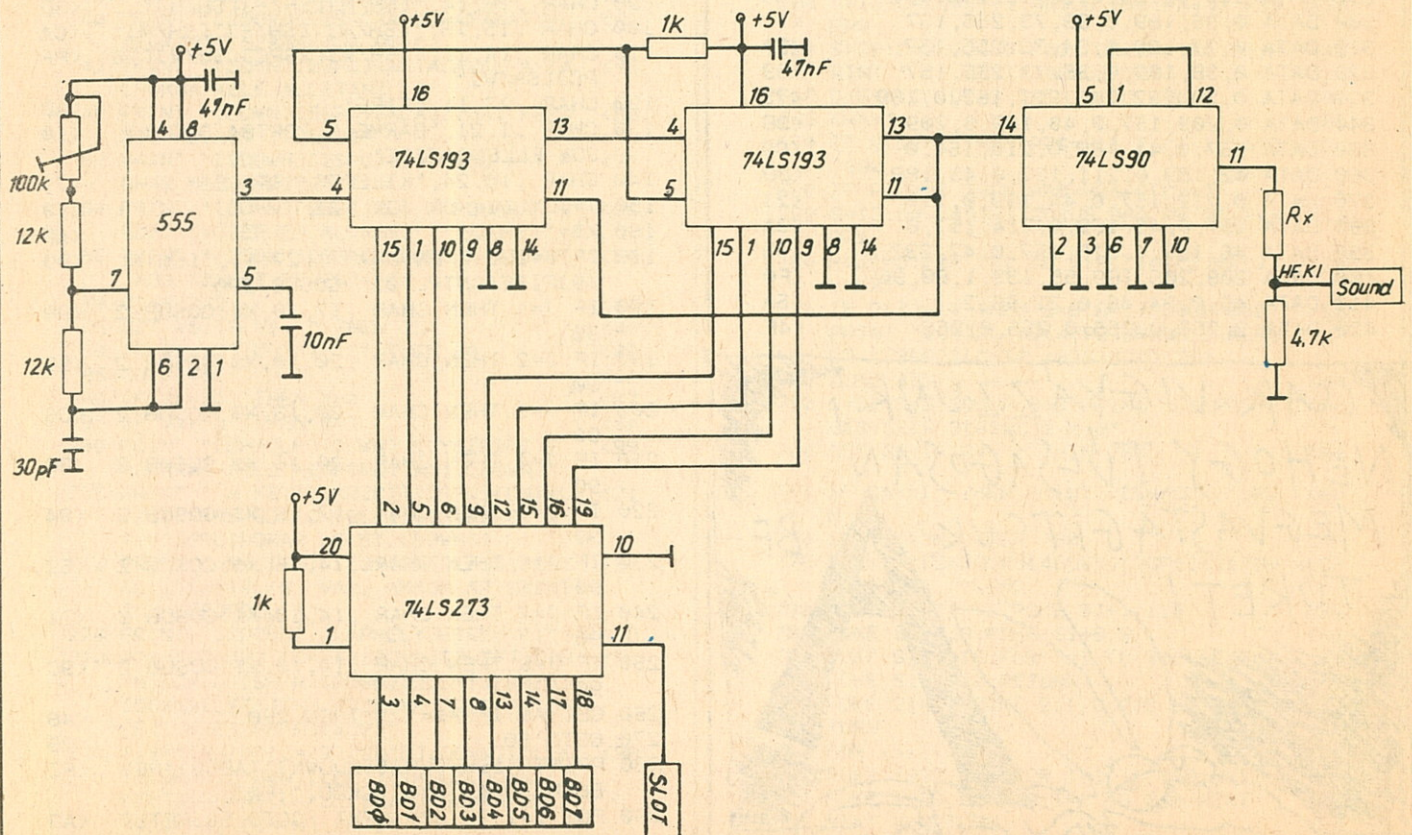 +5V
1K
+5V
+5V
+5V
49nF
47nF
16
16
5
1
12
4
8
5
13
4
13
14
11
74LS193
74LS193
74LS90
100k
4
11
5
11
3
12k
555
Rx
15
1
10
9
8
14
15
1
10
9
8
14
2
3
6
7
10
7
5
HF.KI
Sound
10nF
4,7k
12k
6
2
1
30pF
+5V
2
5
6
9
12
15
16
19
20
10
1k
74LS273
1
11
3
4
7
8
13
14
17
18
BDϕ
BD1
BD2
BD3
BD4
BD5
BD6
BD7
SLOT